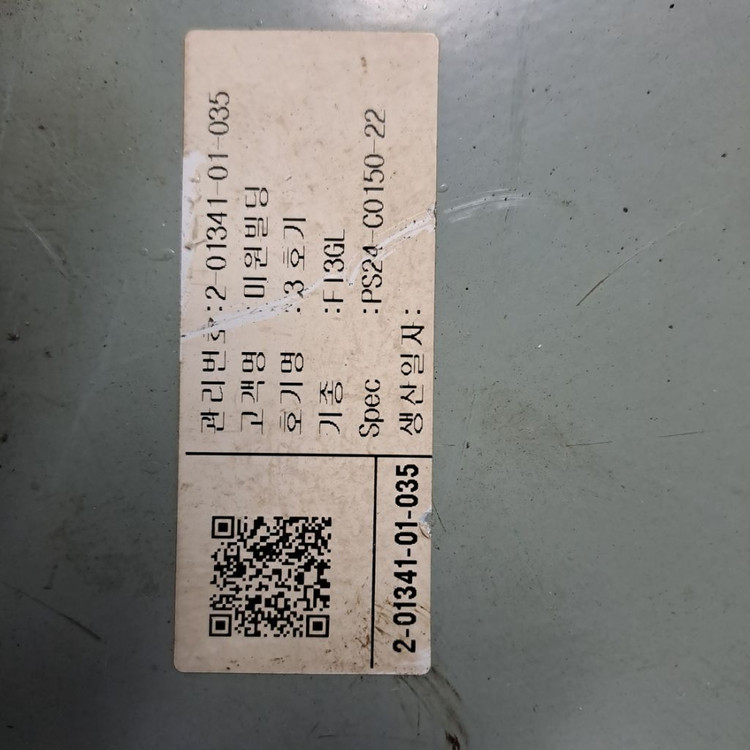 관리번호:2-01341-01-035
고객명 :미원빌딩
호기명 :3호기
기종 :F13GL
Spec :PS24-C0150-22
생산일자:
2-01341-01-035